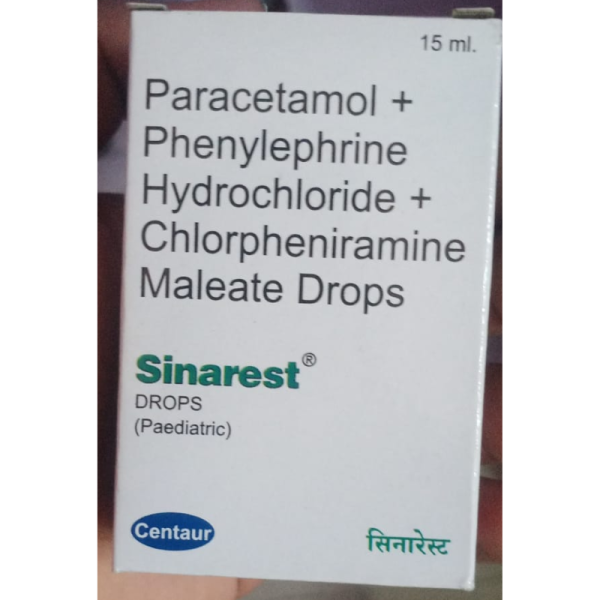 15 ml.
Paracetamol +
Phenylephrine
Hydrochloride +
Chlorpheniramine
Maleate Drops
Sinarest®
DROPS
(Paediatric)
Centaur
सिनारेस्ट